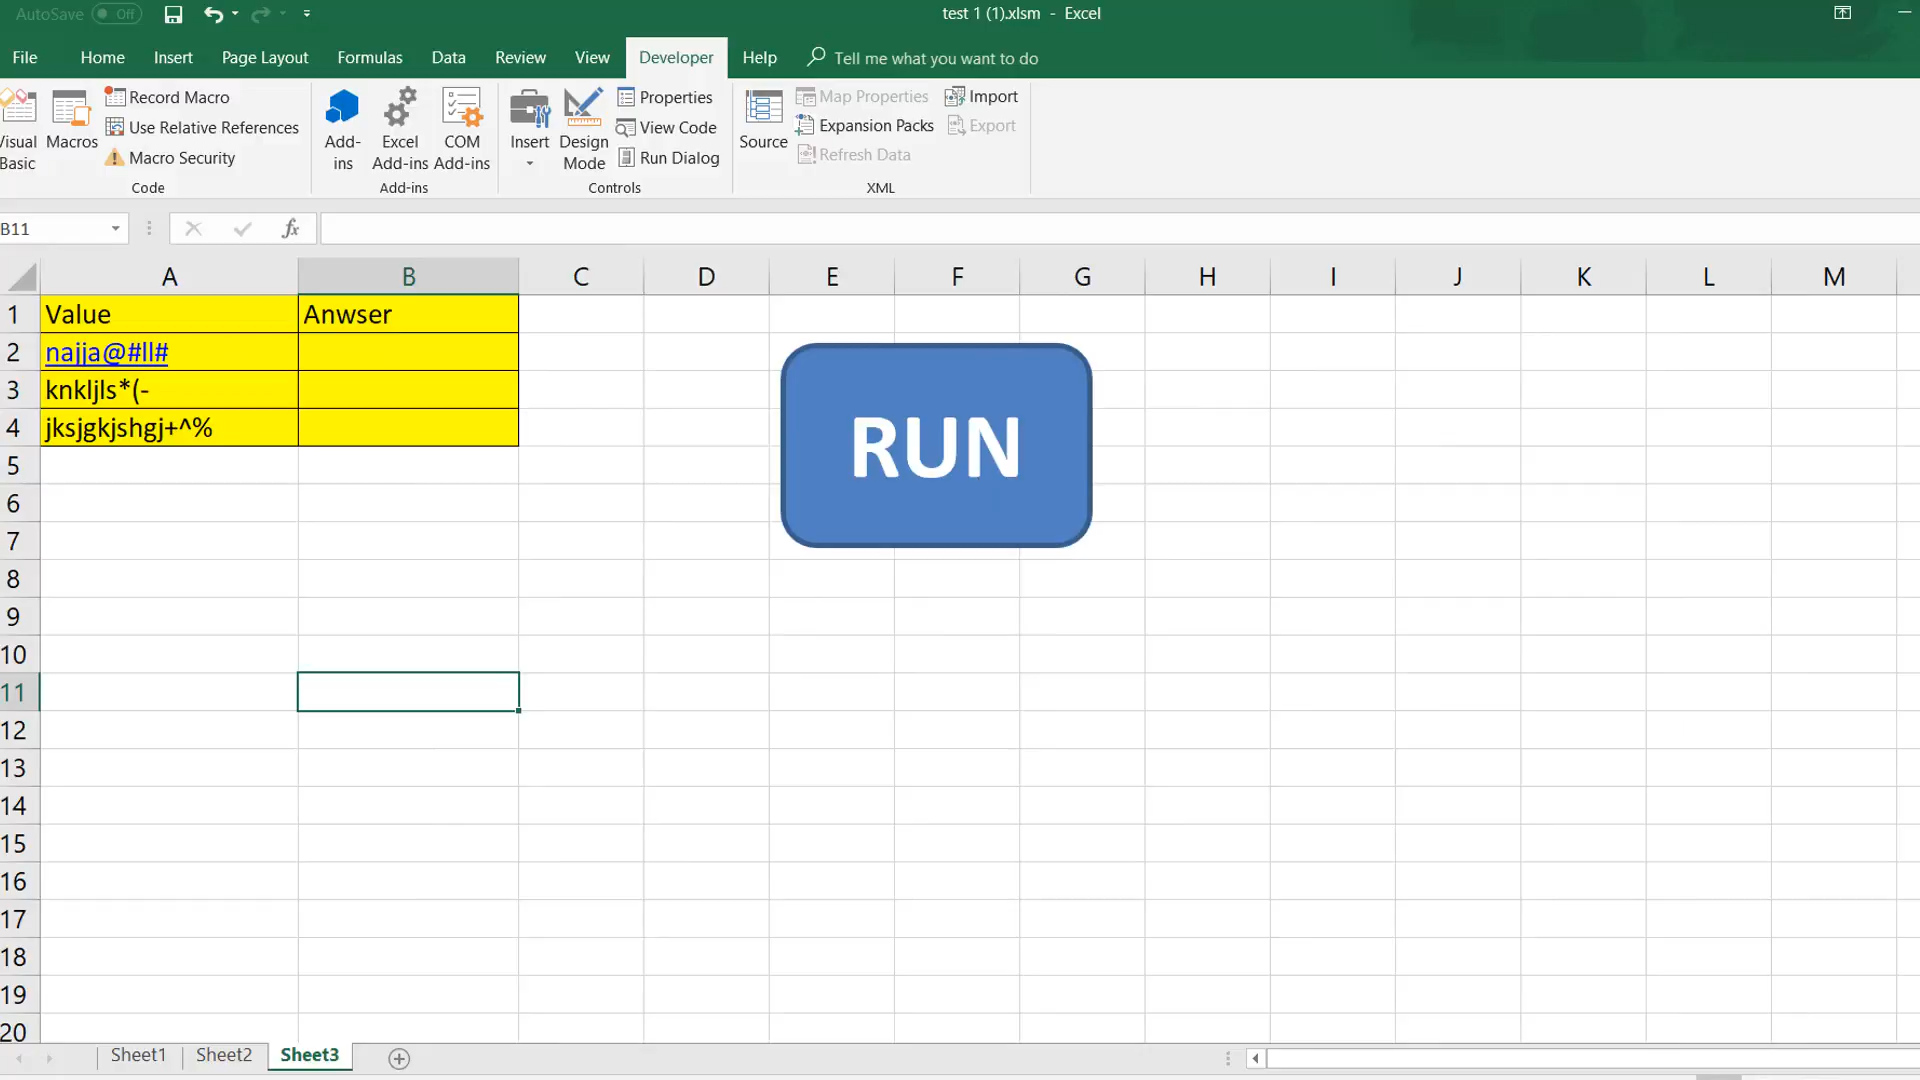 AutoSave Off
test 1 (1).xlsm - Excel
File Home Insert Page Layout Formulas Data Review View Developer Help Tell me what you want to do
Visual Basic
Macros
Record Macro
Use Relative References
Macro Security
Code
Add-ins
Excel Add-ins
COM Add-ins
Add-ins
Insert
Design Mode
Properties
View Code
Run Dialog
Controls
Source
Map Properties
Expansion Packs
Refresh Data
Import
Export
XML
B11
fx
A B C D E F G H I J K L M
1 Value Anwser
2 najja@#ll#
3 knkljls*(-
4 jksjgkjshgj+^%
RUN
5
6
7
8
9
10
11
12
13
14
15
16
17
18
19
20
Sheet1 Sheet2 Sheet3